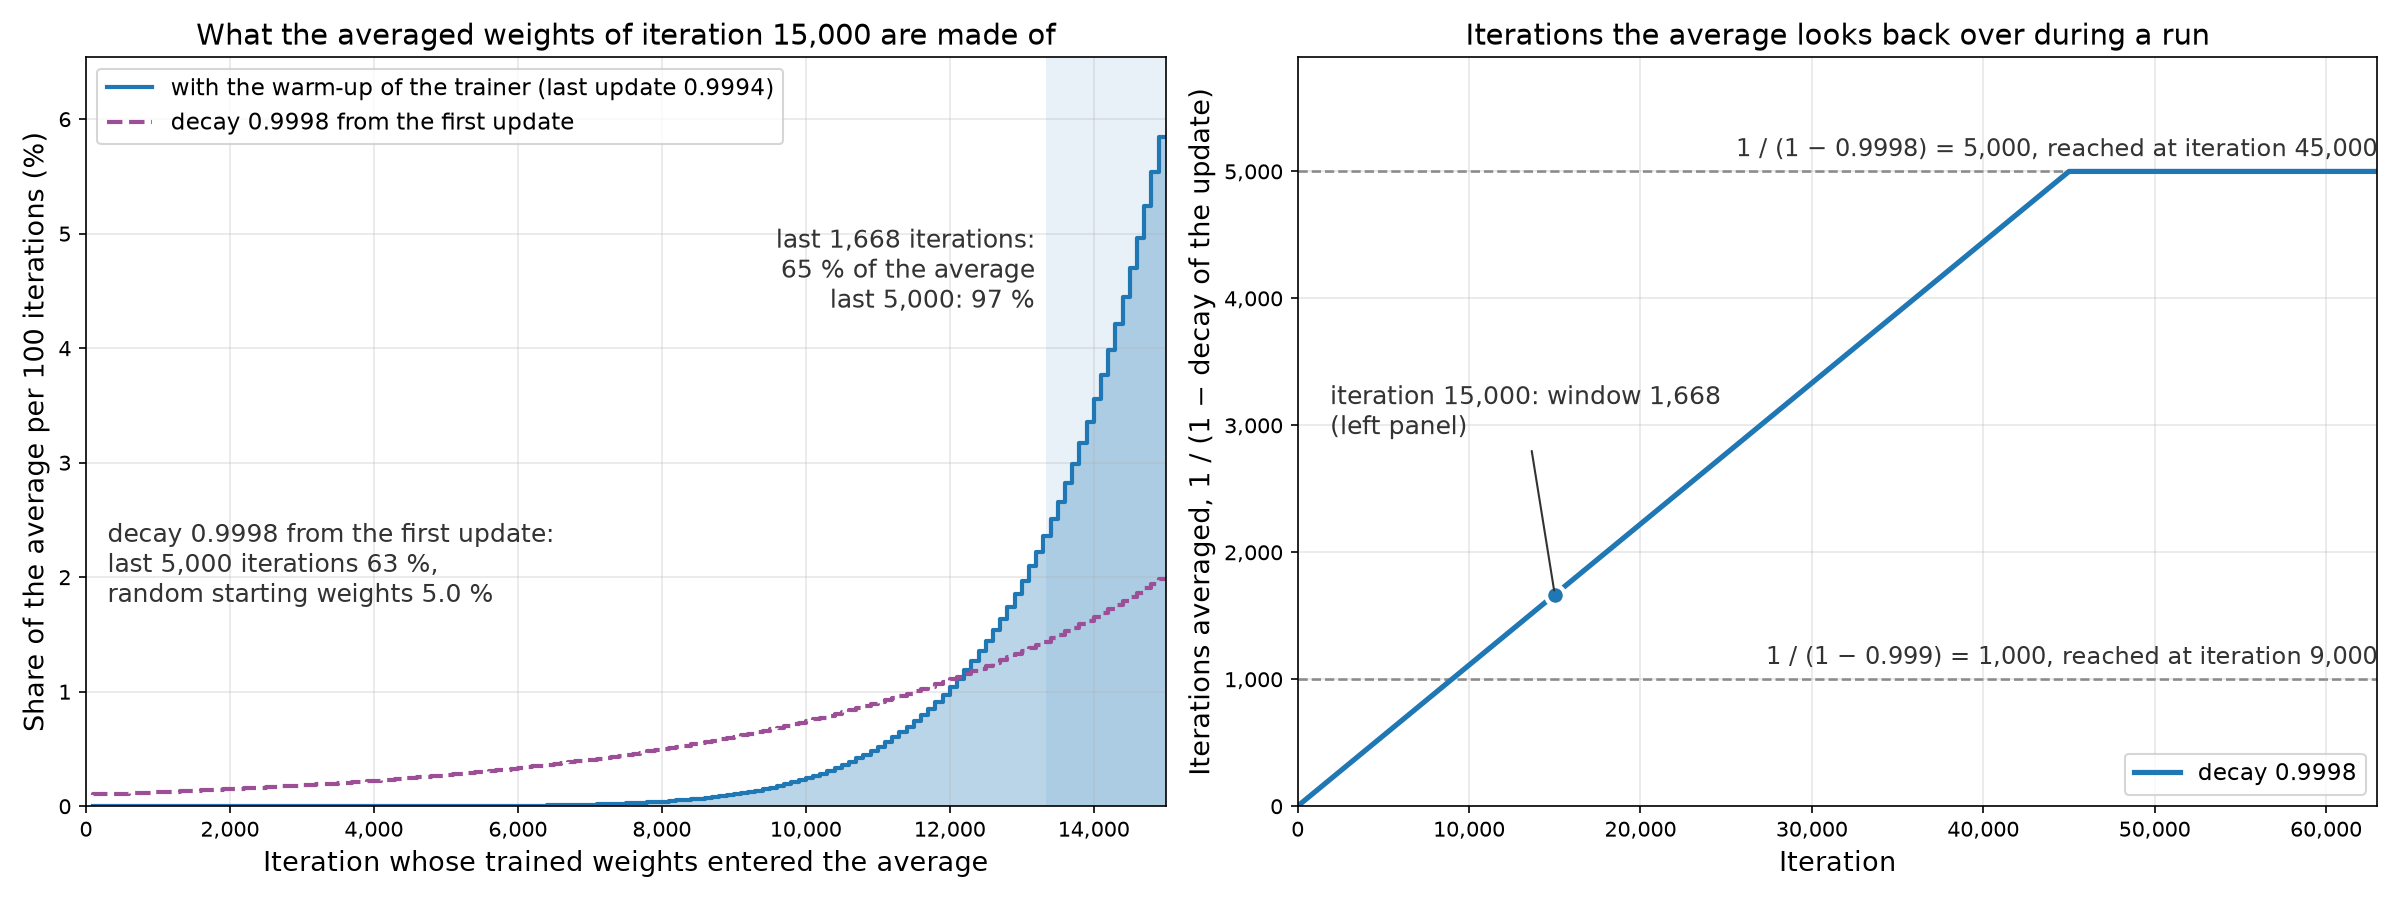 What the averaged weights of iteration 15,000 are made of
with the warm-up of the trainer (last update 0.9994)
decay 0.9998 from the first update
last 1,668 iterations:
65 % of the average
last 5,000: 97 %
decay 0.9998 from the first update:
last 5,000 iterations 63 %,
random starting weights 5.0 %
Share of the average per 100 iterations (%)
6
5
4
3
2
1
0
0 2,000 4,000 6,000 8,000 10,000 12,000 14,000
Iteration whose trained weights entered the average
Iterations the average looks back over during a run
1 / (1 − 0.9998) = 5,000, reached at iteration 45,000
iteration 15,000: window 1,668
(left panel)
1 / (1 − 0.999) = 1,000, reached at iteration 9,000
decay 0.9998
Iterations averaged, 1 / (1 − decay of the update)
5,000
4,000
3,000
2,000
1,000
0
0 10,000 20,000 30,000 40,000 50,000 60,000
Iteration